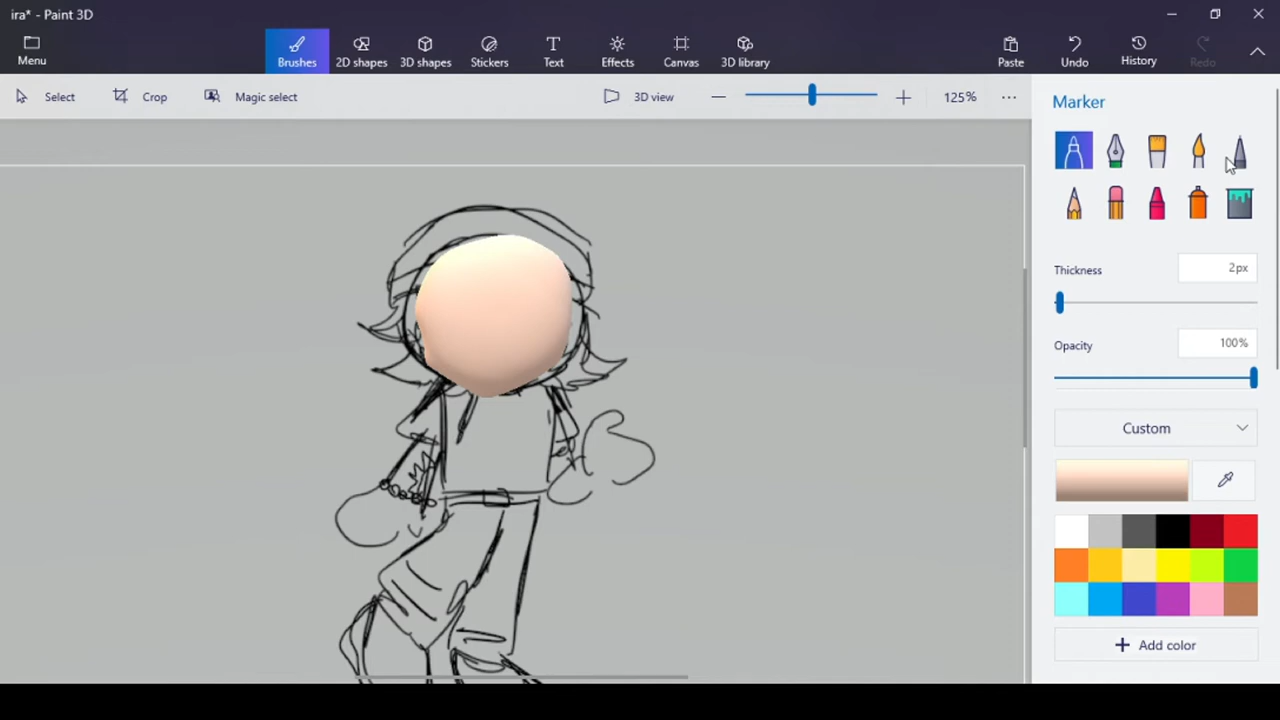 ira* - Paint 3D
Menu
Brushes
2D shapes
3D shapes
Stickers
Text
Effects
Canvas
3D library
Paste
Undo
History
Redo
Select
Crop
Magic select
3D view
125%
Marker
Thickness
2px
Opacity
100%
Custom
Add color